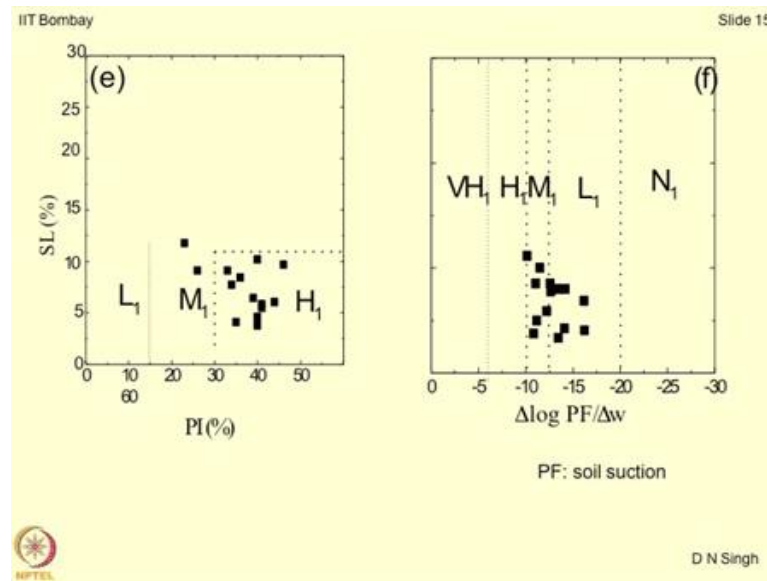 IIT Bombay
Slide 15
(e)
SL (%)
30
25
20
15
10
5
0
L1
M1
H1
0 10 20 30 40 50
60
PI(%)
(f)
VH1 H1 M1 L1 N1
0 -5 -10 -15 -20 -25 -30
Δlog PF/Δw
PF: soil suction
NPTEL
D N Singh